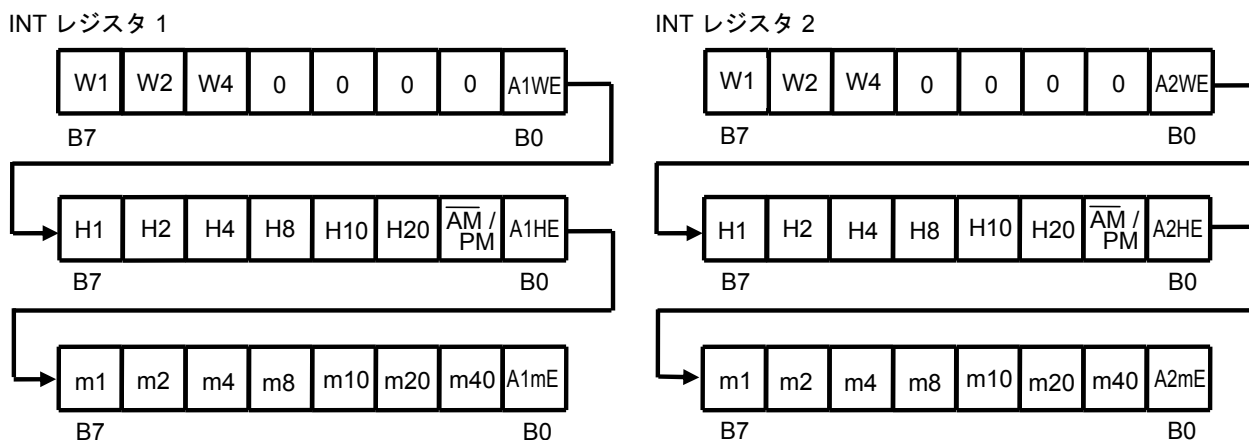 INT レジスタ 1
W1 W2 W4 0 0 0 0 A1WE
B7 B0
H1 H2 H4 H8 H10 H20 AM / PM A1HE
B7 B0
m1 m2 m4 m8 m10 m20 m40 A1mE
B7 B0
INT レジスタ 2
W1 W2 W4 0 0 0 0 A2WE
B7 B0
H1 H2 H4 H8 H10 H20 AM / PM A2HE
B7 B0
m1 m2 m4 m8 m10 m20 m40 A2mE
B7 B0